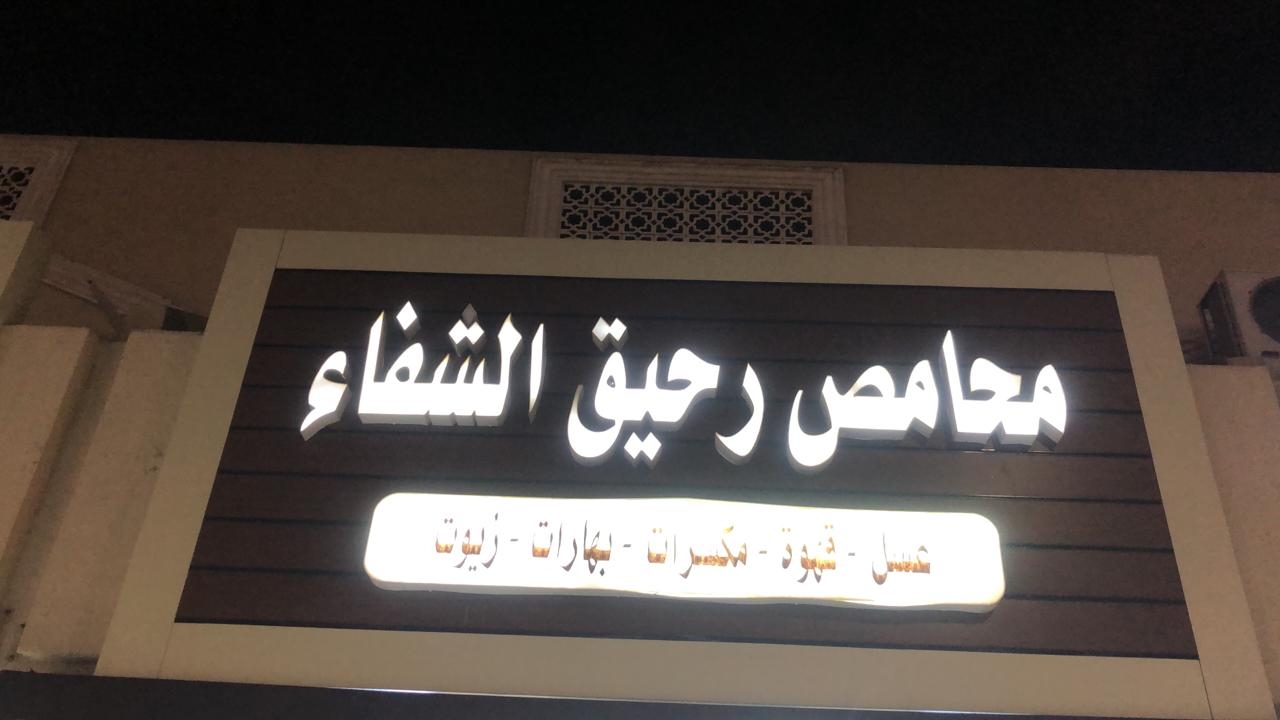 محامص رحيق الشفاء
عسل - قهوة - مكسرات - بهارات - زيوت